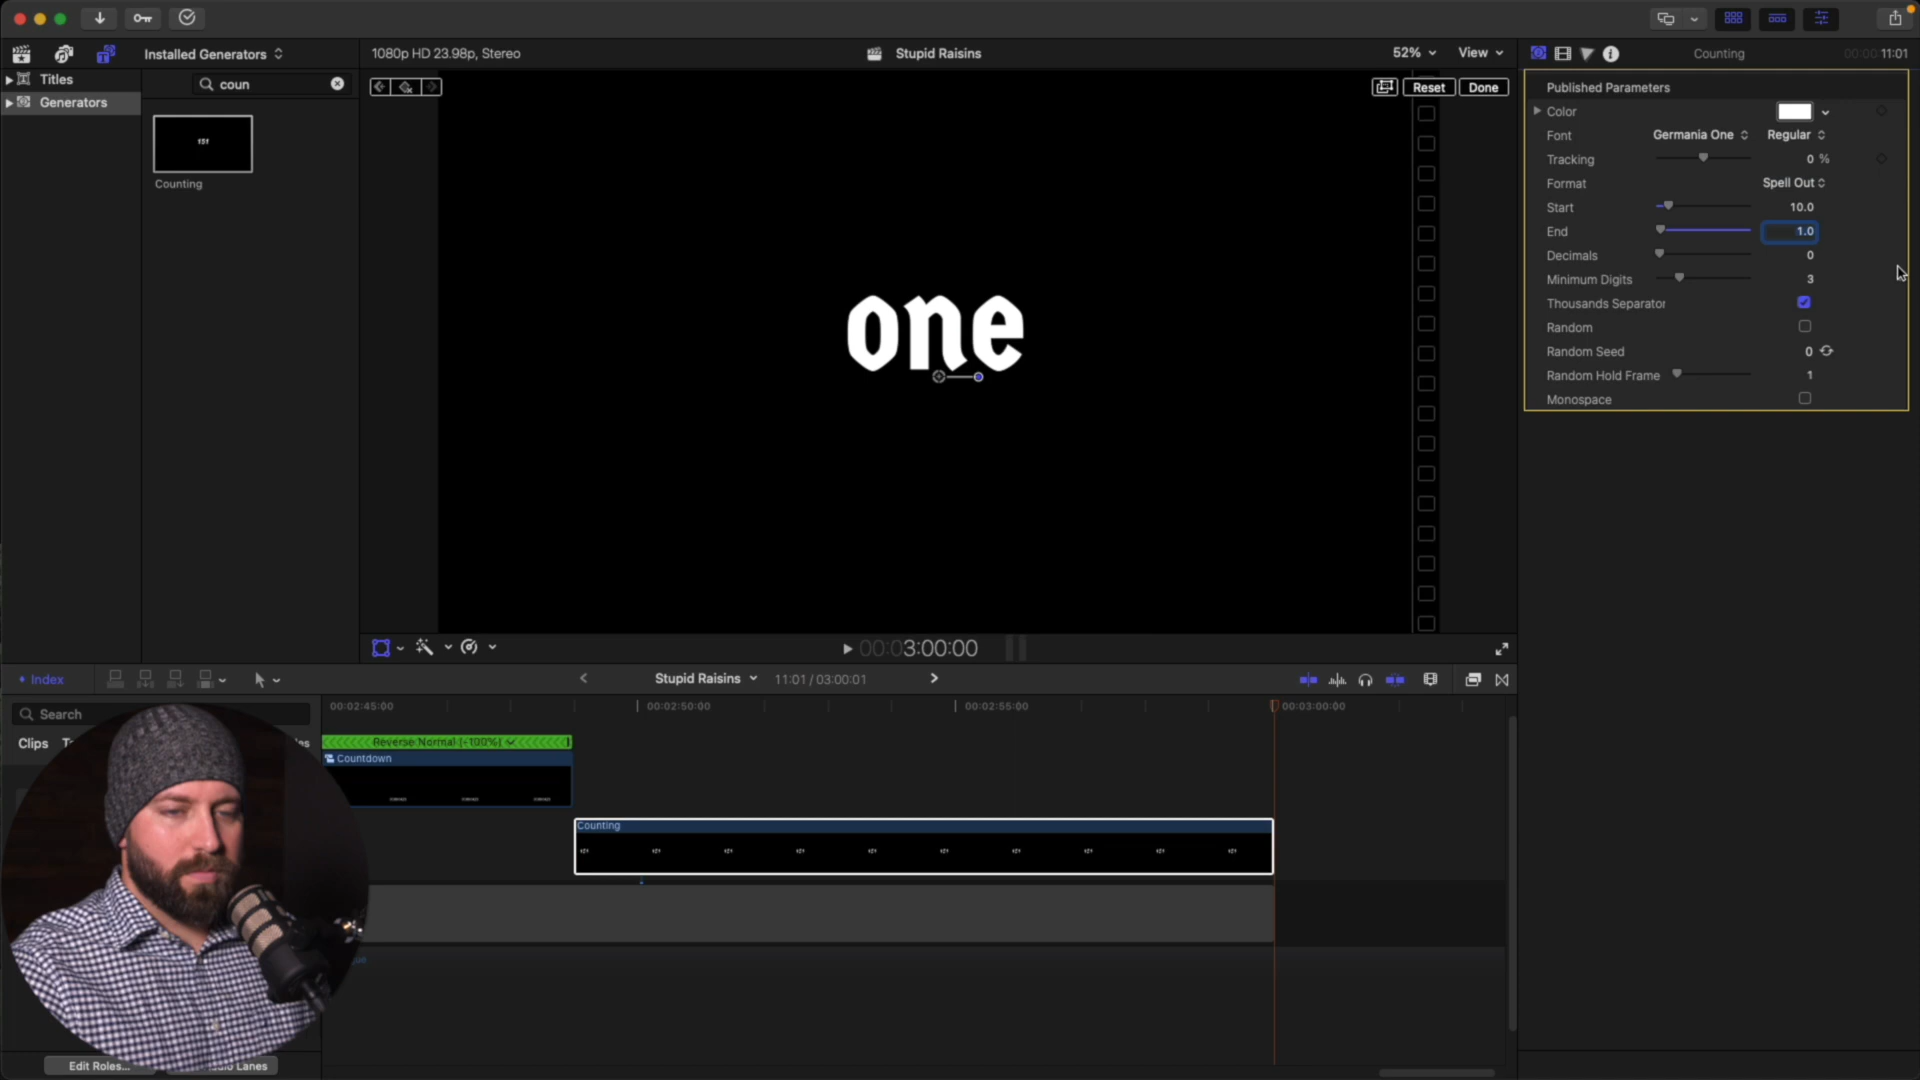 Installed Generators
1080p HD 23.98p, Stereo
Stupid Raisins
52%
View
Counting
00:00 11:01
Titles
Generators
coun
Counting
Reset
Done
Published Parameters
Color
Font
Germania One
Regular
Tracking
0 %
Format
Spell Out
Start
10.0
End
1.0
Decimals
0
Minimum Digits
3
Thousands Separator
Random
Random Seed
0
Random Hold Frame
1
Monospace
one
00:03:00:00
Index
Stupid Raisins
11:01 / 03:00:01
Search
Clips
00:02:45:00
00:02:50:00
00:02:55:00
00:03:00:00
Reverse Normal (-100%)
Countdown
Counting
Edit Roles...
Lanes